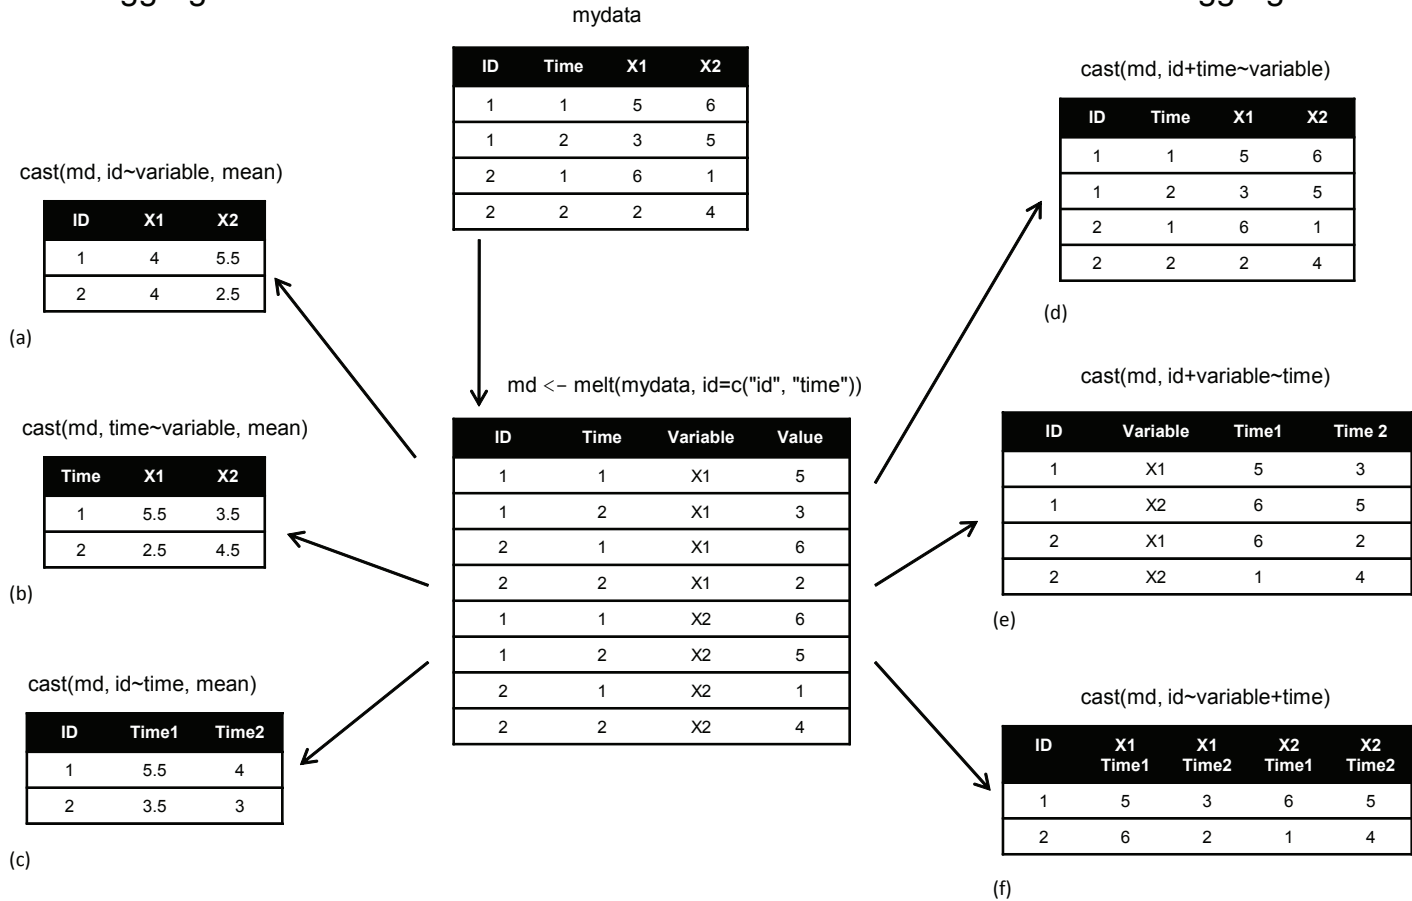 mydata
ID Time X1 X2
1 1 5 6
1 2 3 5
2 1 6 1
2 2 2 4
cast(md, id~variable, mean)
ID X1 X2
1 4 5.5
2 4 2.5
(a)
cast(md, time~variable, mean)
Time X1 X2
1 5.5 3.5
2 2.5 4.5
(b)
cast(md, id~time, mean)
ID Time1 Time2
1 5.5 4
2 3.5 3
(c)
md <- melt(mydata, id=c("id", "time"))
ID Time Variable Value
1 1 X1 5
1 2 X1 3
2 1 X1 6
2 2 X1 2
1 1 X2 6
1 2 X2 5
2 1 X2 1
2 2 X2 4
cast(md, id+time~variable)
ID Time X1 X2
1 1 5 6
1 2 3 5
2 1 6 1
2 2 2 4
(d)
cast(md, id+variable~time)
ID Variable Time1 Time 2
1 X1 5 3
1 X2 6 5
2 X1 6 2
2 X2 1 4
(e)
cast(md, id~variable+time)
ID X1 X1 X2 X2
Time1 Time2 Time1 Time2
1 5 3 6 5
2 6 2 1 4
(f)